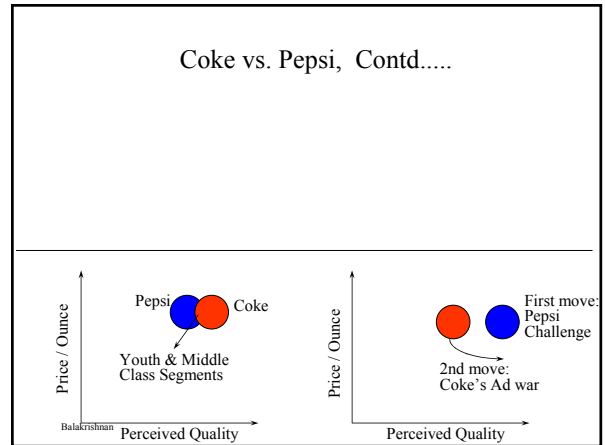 Coke vs. Pepsi, Contd.....
Price / Ounce
Pepsi
Coke
Youth & Middle
Class Segments
Balakrishnan
Perceived Quality
Price / Ounce
First move:
Pepsi
Challenge
2nd move:
Coke's Ad war
Perceived Quality